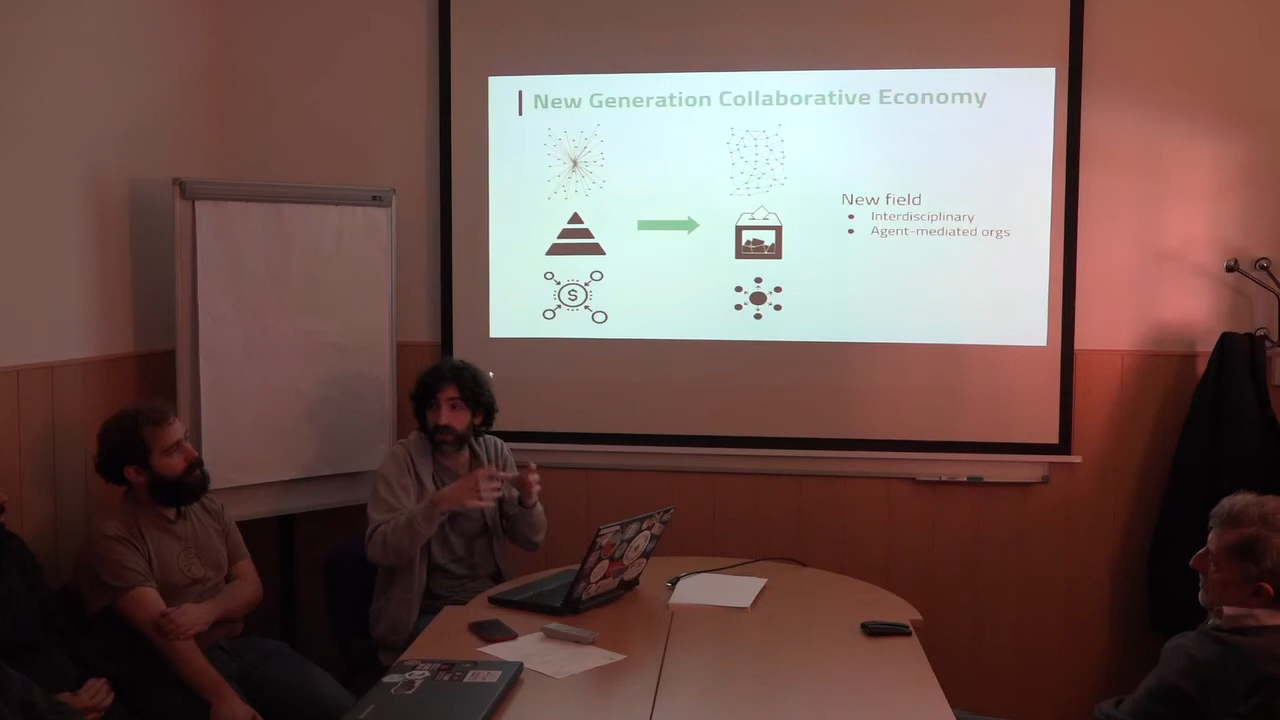 New Generation Collaborative Economy
New field
Interdisciplinary
Agent-mediated orgs
$